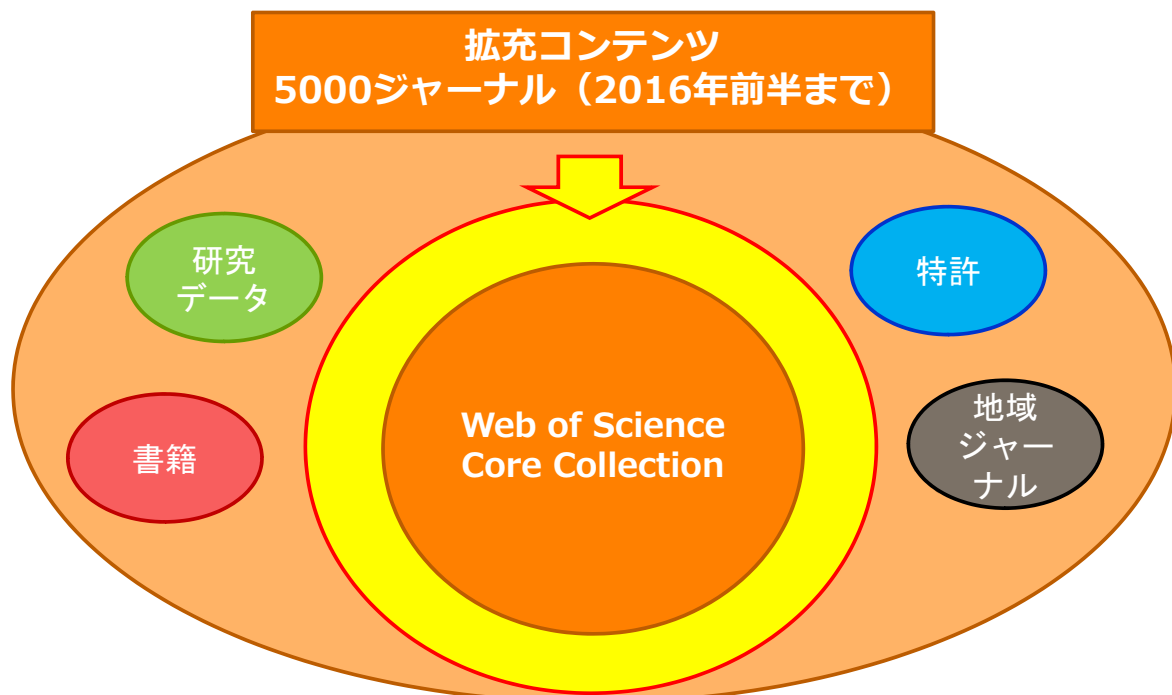 拡充コンテンツ
5000ジャーナル（2016年前半まで）
研究
データ
特許
書籍
地域
ジャー
ナル
Web of Science
Core Collection